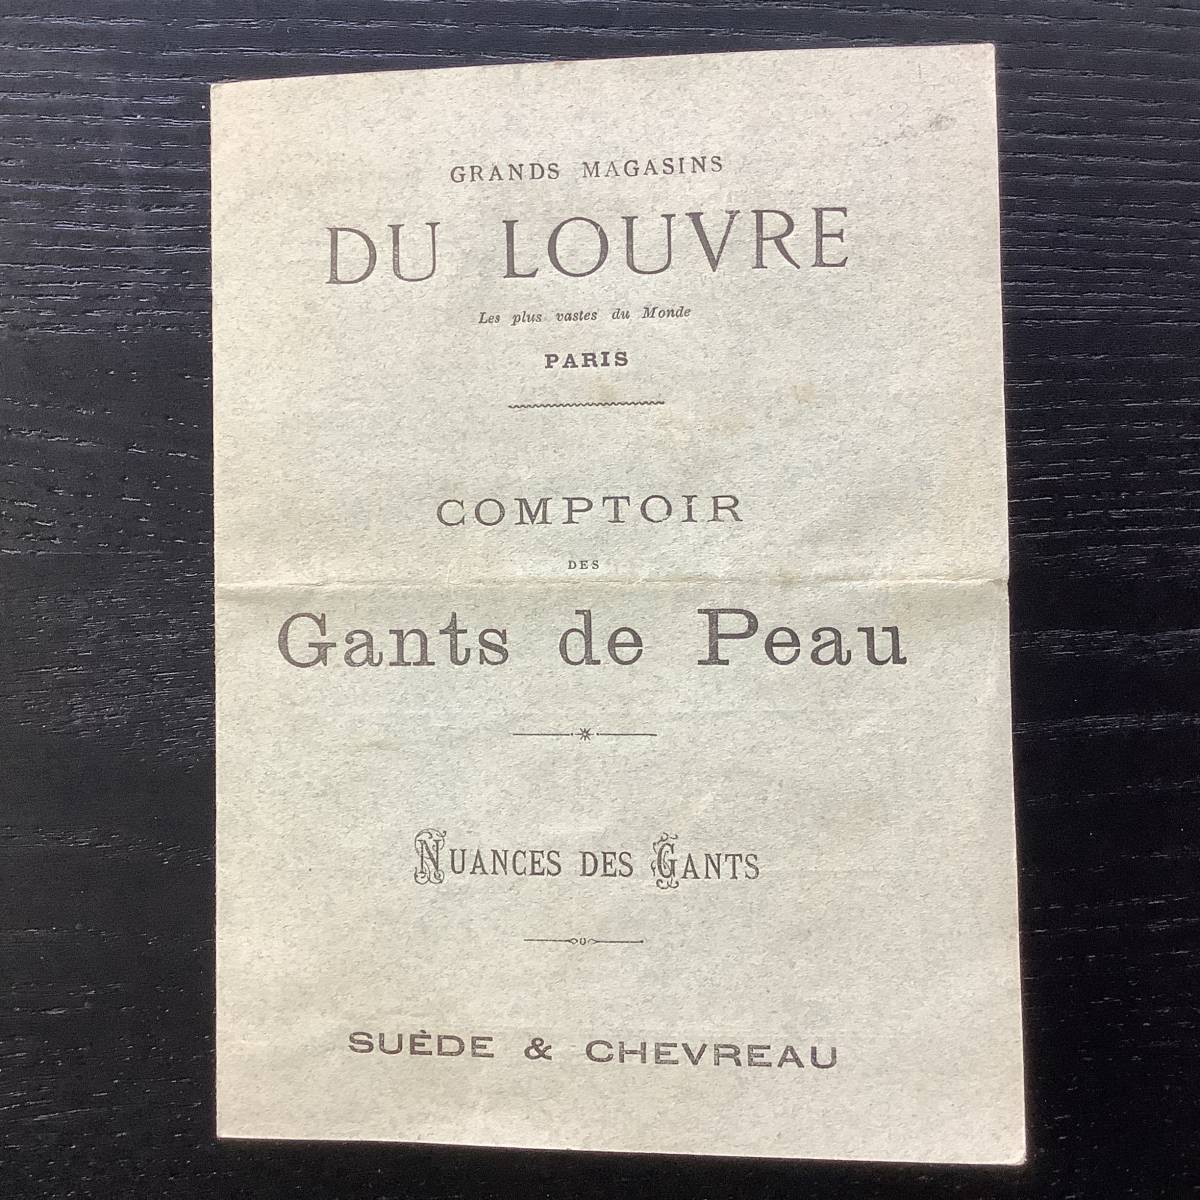 GRANDS MAGASINS
DU LOUVRE
Les plus vastes du Monde
PARIS
COMPTOIR
DES
Gants de Peau
NUANCES DES GANTS
SUÈDE & CHEVREAU